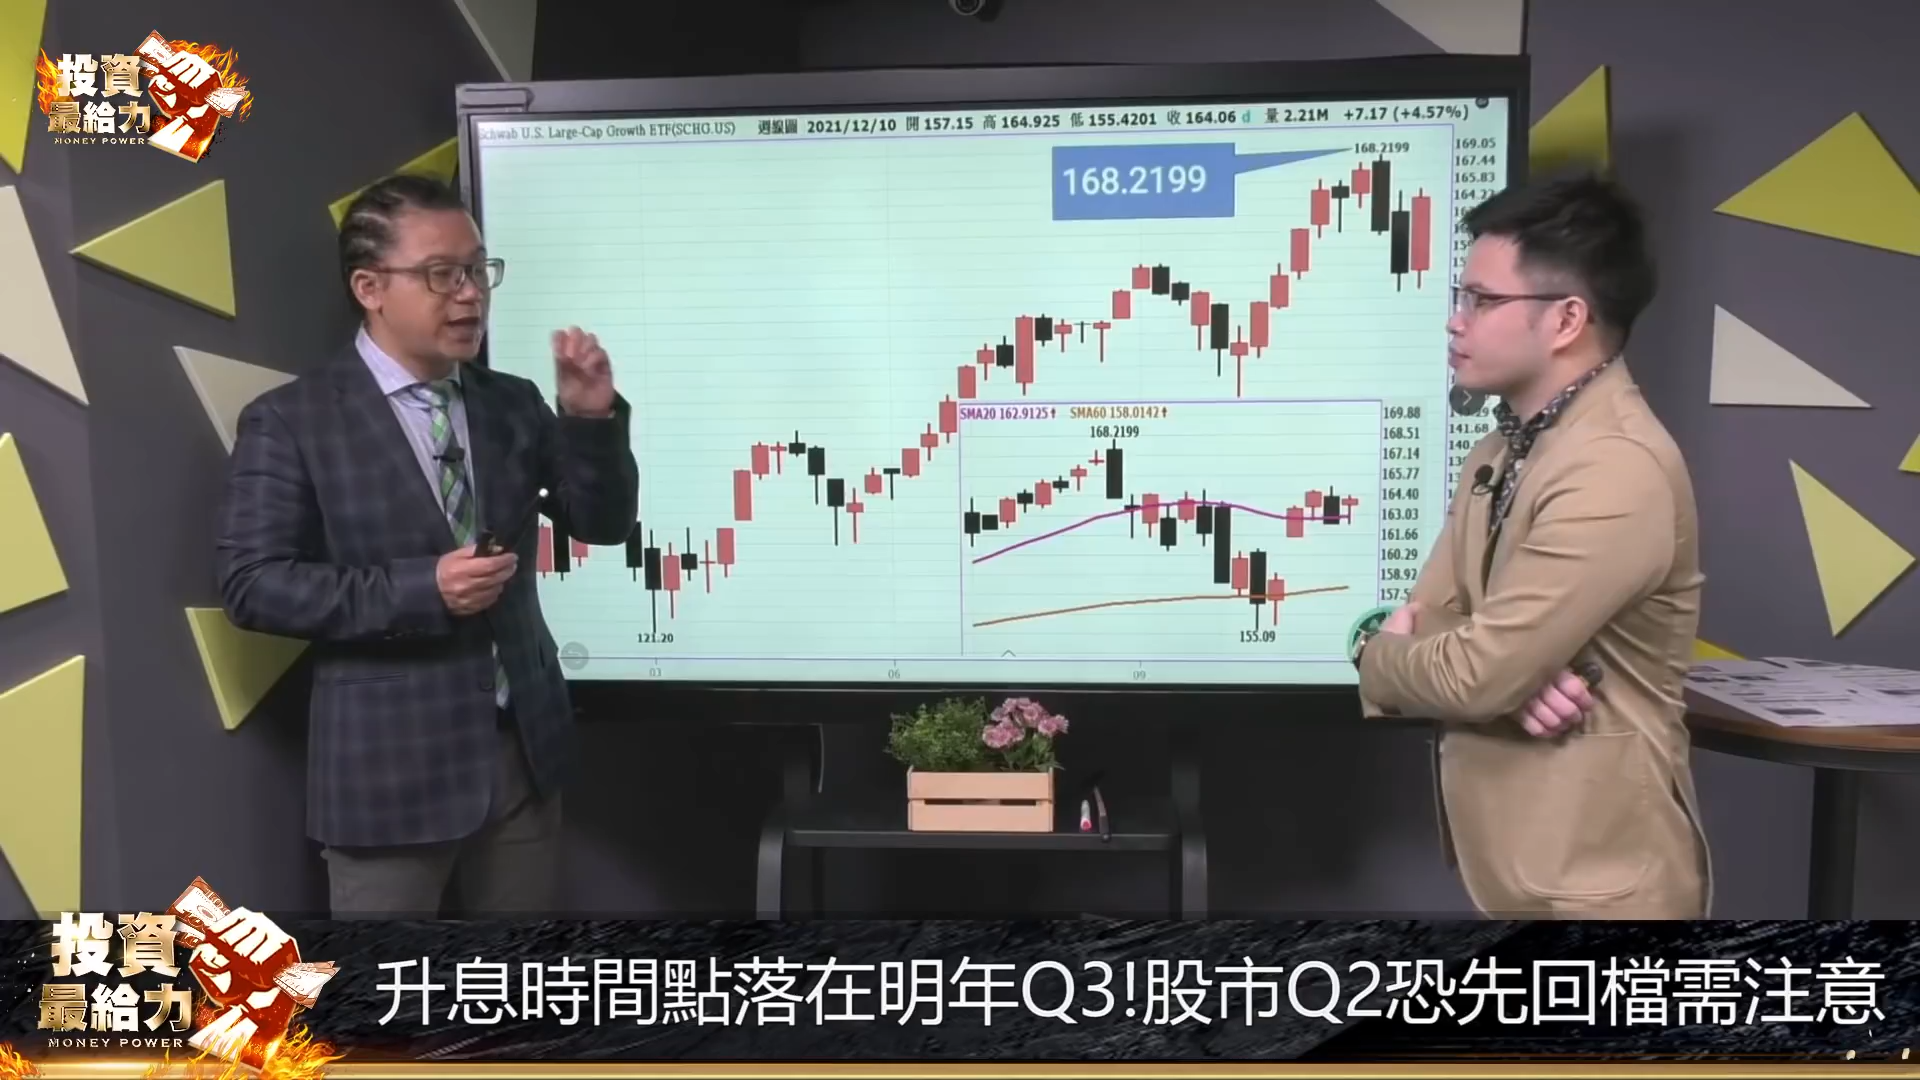 投資
最給力
MONEY POWER
Schwab U.S. Large-Cap Growth ETF(SCHG.US) 週線圖 2021/12/10 開 157.15 高 164.925 低 155.4201 收 164.06 d 量 2.21M +7.17 (+4.57%)
168.2199
168.2199
169.05
167.44
165.83
164.22
SMA20 162.9125↑ SMA60 158.0142↑
168.2199
169.88
168.51
167.14
165.77
164.40
163.03
161.66
160.29
158.92
141.68
121.20
155.09
03
06
09
投資
最給力
MONEY POWER
升息時間點落在明年Q3!股市Q2恐先回檔需注意